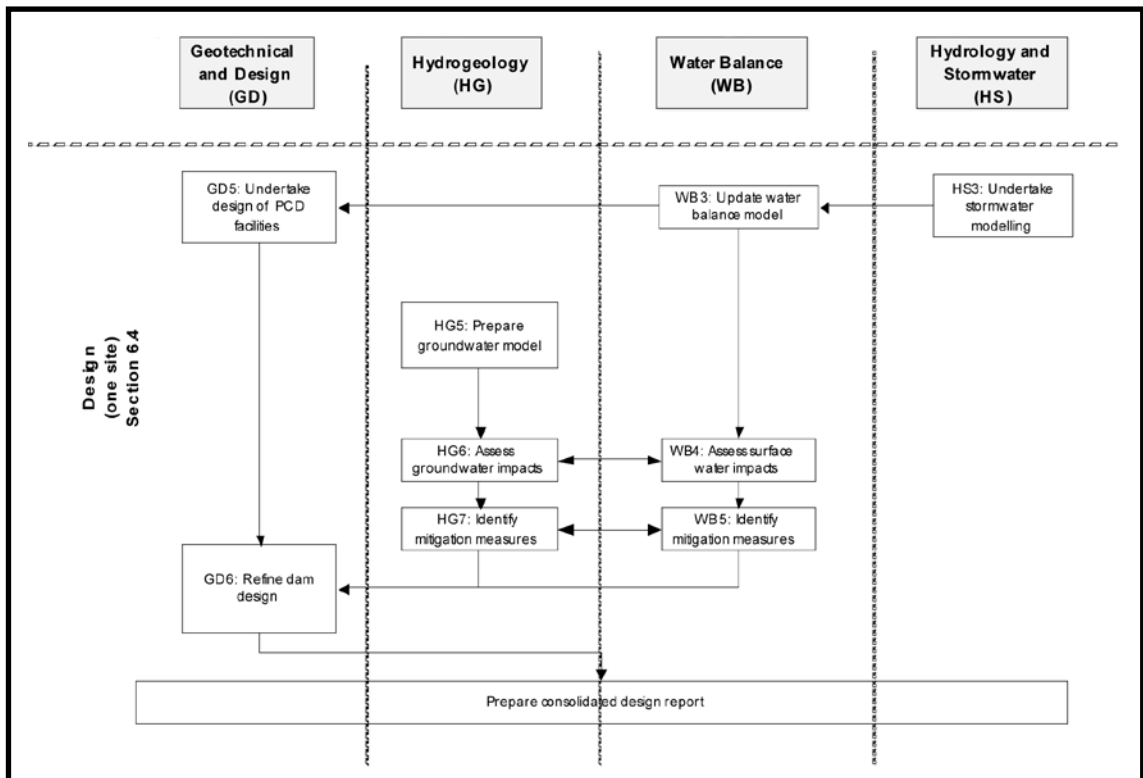 Geotechnical
and Design
(GD)
Hydrogeology
(HG)
Water Balance
(WB)
Hydrology and
Stormwater
(HS)
Design
(one site)
Section 6.4
GD5: Undertake
design of PCD
facilities
WB3: Update water
balance model
HS3: Undertake
stormwater
modelling
HG5: Prepare
groundwater model
HG6: Assess
groundwater impacts
WB4: Assess surface
water impacts
HG7: Identify
mitigation measures
WB5: Identify
mitigation measures
GD6: Refine dam
design
Prepare consolidated design report